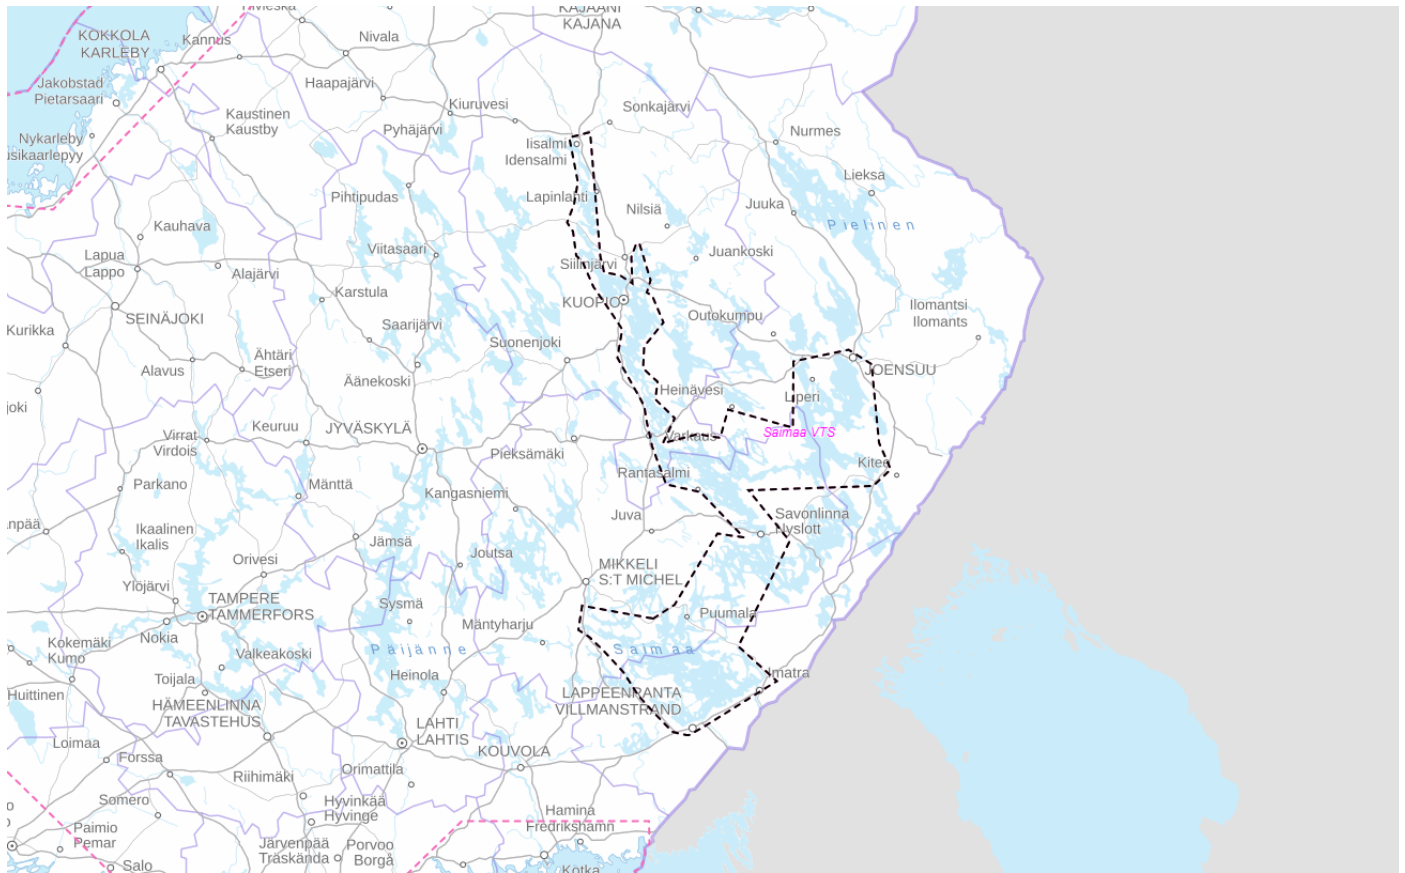 KAJAANI
KAJANA
KOKKOLA
KARLEBY
Kannus
Nivala
Haapajärvi
Jakobstad
Pietarsaari
Kaustinen
Kaustby
Kiuruvesi
Sonkajärvi
Pyhäjärvi
Nykarleby
usikaarlepyy
Iisalmi
Idensalmi
Nurmes
Lieksa
Pihtipudas
Lapinlahti
Nilsiä
Juuka
Pielinen
Kauhava
Lapua
Lappo
Viitasaari
Siilinjärvi
Juankoski
Alajärvi
Karstula
KUOPIO
Ilomantsi
Ilomants
SEINÄJOKI
Kurikka
Saarijärvi
Outokumpu
Suonenjoki
Ähtäri
Etseri
Alavus
Äänekoski
JOENSUU
Heinävesi
Liperi
joki
Keuruu
JYVÄSKYLÄ
Virrat
Virdois
Varkaus
Saimaa VTS
Pieksämäki
Kitee
Rantasalmi
Parkano
Mänttä
Kangasniemi
Juva
Savonlinna
Nyslott
npää
Ikaalinen
Ikalis
Jämsä
Joutsa
Orivesi
MIKKELI
S:T MICHEL
Ylöjärvi
TAMPERE
TAMMERFORS
Sysmä
Puumala
Nokia
Mäntyharju
Kokemäki
Kumo
Valkeakoski
Päijänne
Saimaa
Toijala
Heinola
Imatra
Huittinen
LAPPEENRANTA
VILLMANSTRAND
HÄMEENLINNA
TAVASTEHUS
LAHTI
LAHTIS
Loimaa
Forssa
KOUVOLA
Riihimäki
Orimattila
Somero
Hyvinkää
Hyvinge
Hamina
Fredrikshamn
Paimio
Pemar
Järvenpää
Träskända
Porvoo
Borgå
Salo
Kotka